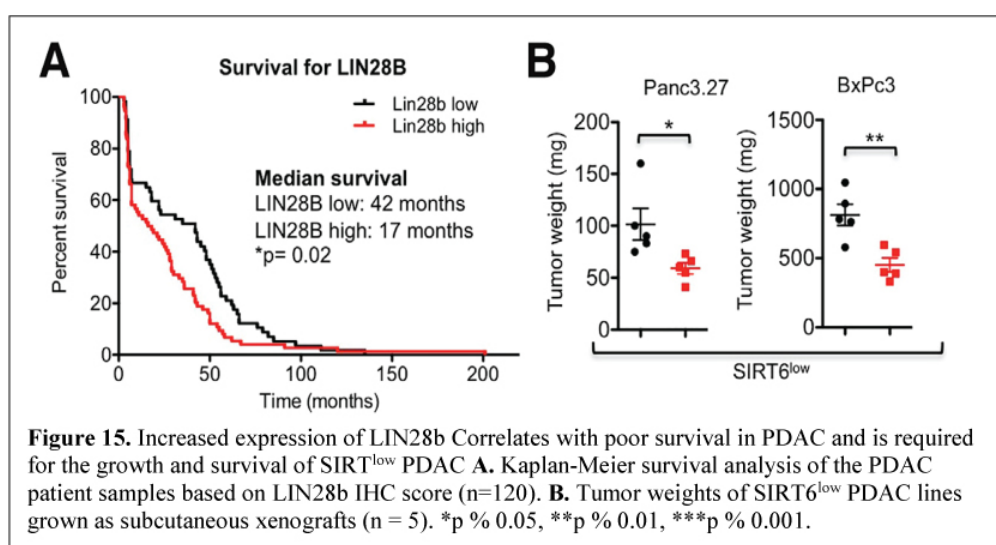 A
Survival for LIN28B
Lin28b low
Lin28b high
Median survival
LIN28B low: 42 months
LIN28B high: 17 months
*p= 0.02
Percent survival
100
80
60
40
20
0
0 50 100 150 200
Time (months)
B
Panc3.27
Tumor weight (mg)
200
150
100
50
0
*
BxPc3
Tumor weight (mg)
1500
1000
500
0
**
SIRT6low
Figure 15. Increased expression of LIN28b Correlates with poor survival in PDAC and is required
for the growth and survival of SIRTlow PDAC A. Kaplan-Meier survival analysis of the PDAC
patient samples based on LIN28b IHC score (n=120). B. Tumor weights of SIRT6low PDAC lines
grown as subcutaneous xenografts (n = 5). *p % 0.05, **p % 0.01, ***p % 0.001.